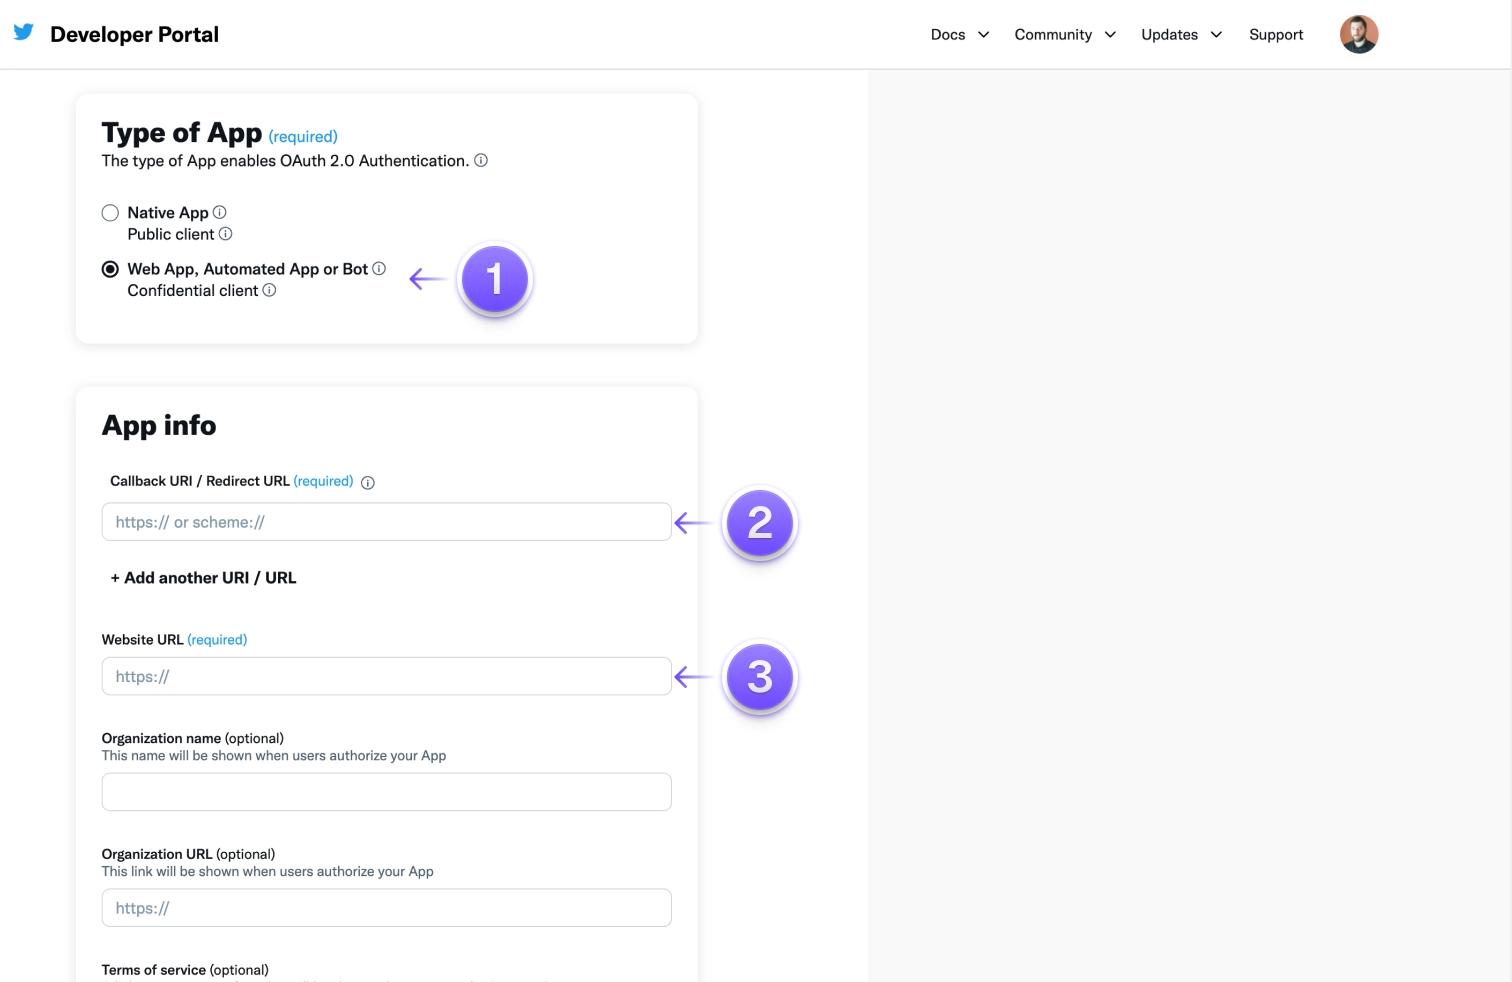 Developer Portal
Docs
Community
Updates
Support
Type of App (required)
The type of App enables OAuth 2.0 Authentication.
Native App
Public client
Web App, Automated App or Bot
Confidential client
1
App info
Callback URI / Redirect URL (required)
https:// or scheme://
2
+ Add another URI / URL
Website URL (required)
https://
3
Organization name (optional)
This name will be shown when users authorize your App
Organization URL (optional)
This link will be shown when users authorize your App
https://
Terms of service (optional)